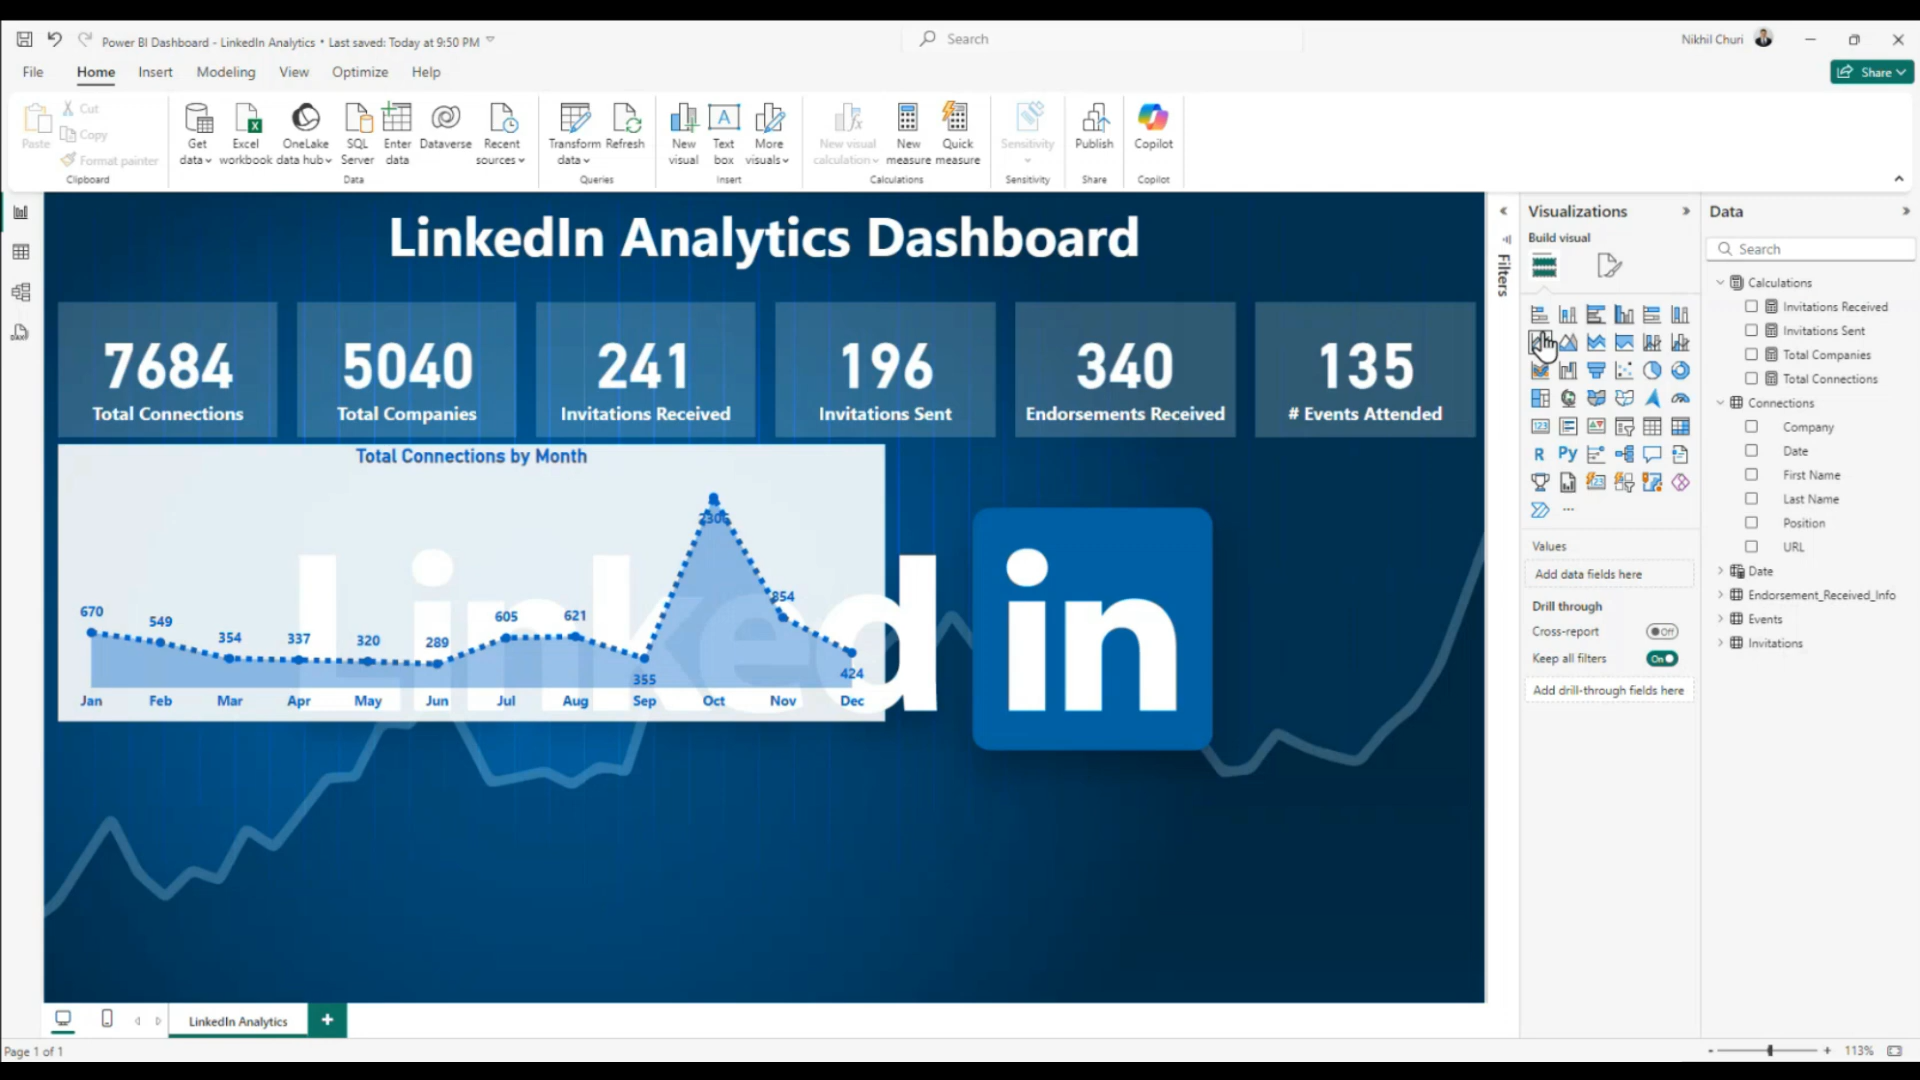 Power BI Dashboard - LinkedIn Analytics • Last saved: Today at 9:50 PM
Search
Nikhil Churi
File
Home
Insert
Modeling
View
Optimize
Help
Share
Paste
Cut
Copy
Format painter
Clipboard
Get data
Excel workbook
OneLake data hub
SQL Server
Enter data
Dataverse
Recent sources
Data
Transform data
Refresh
Queries
New visual
Text box
More visuals
Insert
New visual calculation
New measure
Quick measure
Calculations
Sensitivity
Sensitivity
Publish
Share
Copilot
Copilot
LinkedIn Analytics Dashboard
7684
Total Connections
5040
Total Companies
241
Invitations Received
196
Invitations Sent
340
Endorsements Received
135
# Events Attended
Total Connections by Month
670
549
354
337
320
289
605
621
355
854
424
Jan
Feb
Mar
Apr
May
Jun
Jul
Aug
Sep
Oct
Nov
Dec
Linked in
Filters
Visualizations
Build visual
123
R
Py
123
Values
Add data fields here
Drill through
Cross-report
Off
Keep all filters
On
Add drill-through fields here
Data
Search
Calculations
Invitations Received
Invitations Sent
Total Companies
Total Connections
Connections
Company
Date
First Name
Last Name
Position
URL
Date
Endorsement_Received_Info
Events
Invitations
LinkedIn Analytics
Page 1 of 1
113%